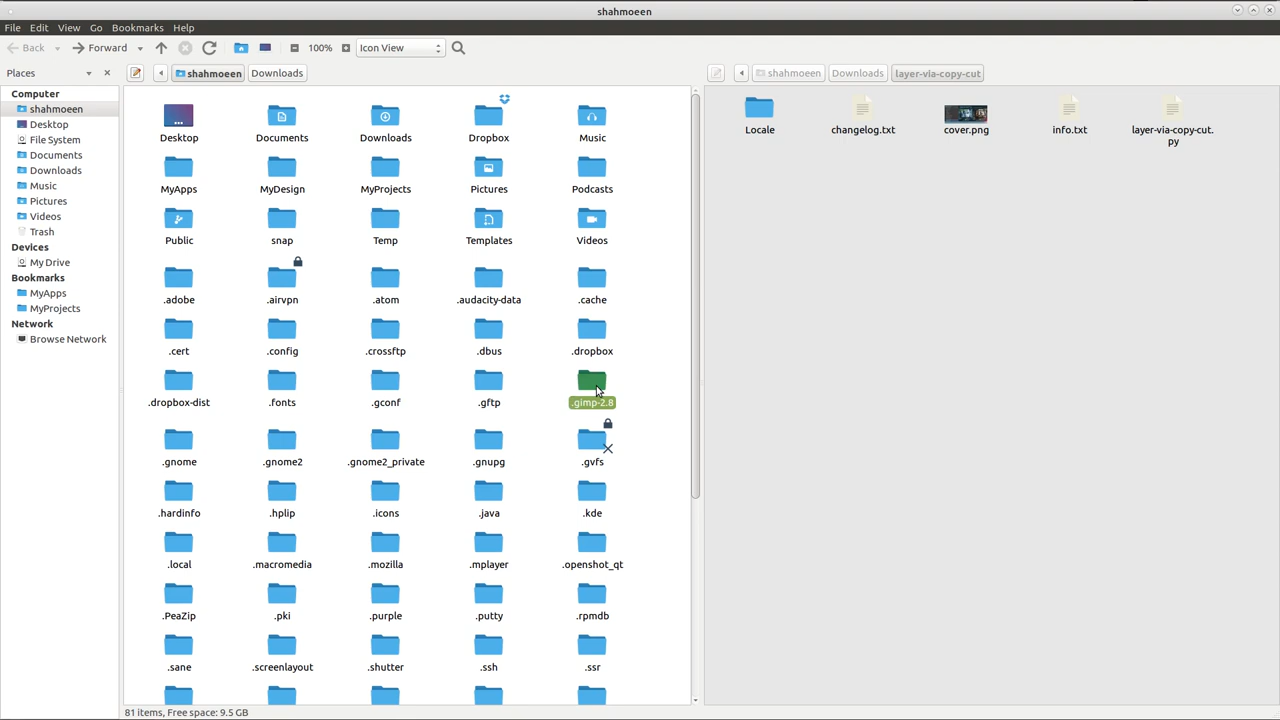 shahmoeen
File Edit View Go Bookmarks Help
Back Forward 100% Icon View
Places
shahmoeen Downloads
shahmoeen Downloads layer-via-copy-cut
Computer
shahmoeen
Desktop
File System
Documents
Downloads
Music
Pictures
Videos
Trash
Devices
My Drive
Bookmarks
MyApps
MyProjects
Network
Browse Network
Desktop Documents Downloads Dropbox Music
MyApps MyDesign MyProjects Pictures Podcasts
Public snap Temp Templates Videos
.adobe .airvpn .atom .audacity-data .cache
.cert .config .crossftp .dbus .dropbox
.dropbox-dist .fonts .gconf .gftp .gimp-2.8
.gnome .gnome2 .gnome2_private .gnupg .gvfs
.hardinfo .hplip .icons .java .kde
.local .macromedia .mozilla .mplayer .openshot_qt
.PeaZip .pki .purple .putty .rpmdb
.sane .screenlayout .shutter .ssh .ssr
Locale changelog.txt cover.png info.txt layer-via-copy-cut.
py
81 items, Free space: 9.5 GB